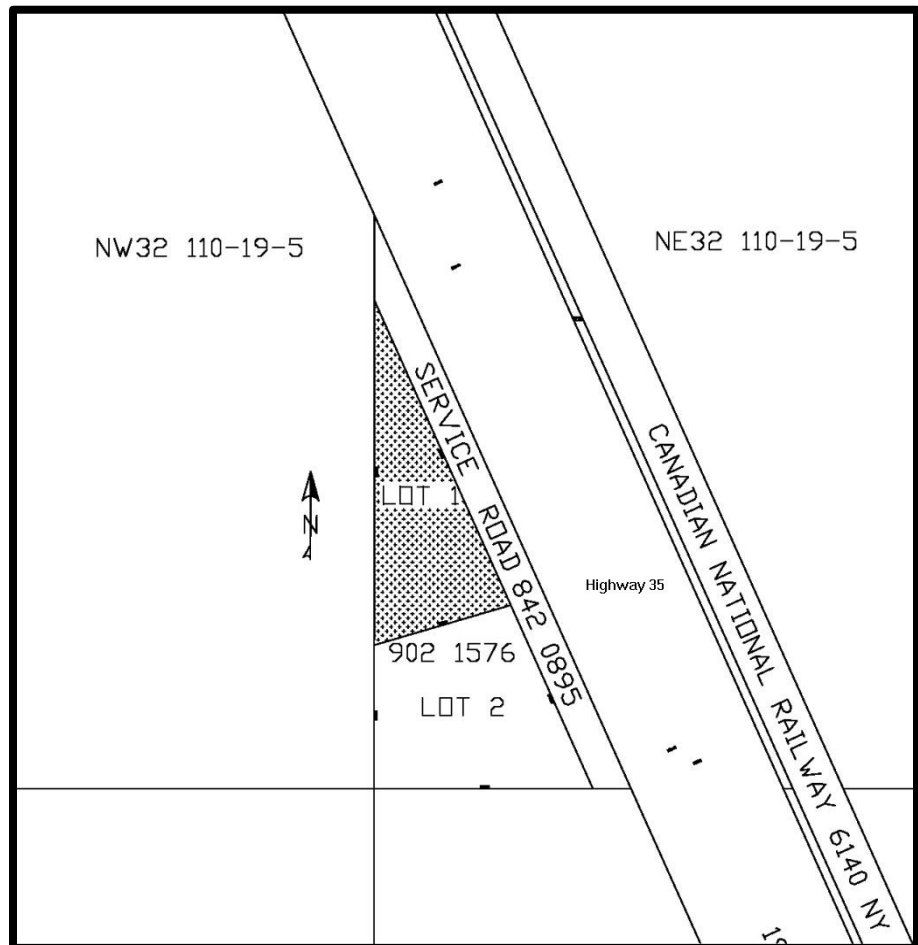 NW32 110-19-5
NE32 110-19-5
SERVICE ROAD 842 0895
CANADIAN NATIONAL RAILWAY 6140 NY
LOT 1
N
Highway 35
902 1576
LOT 2